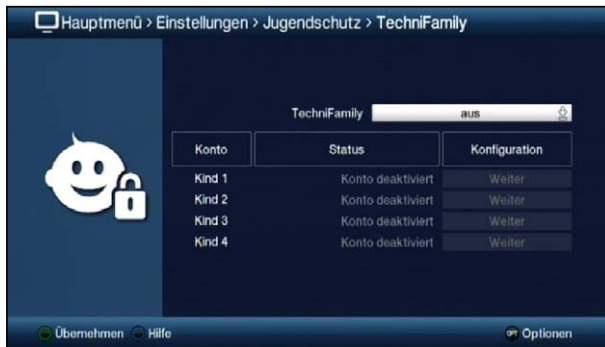 Hauptmenü > Einstellungen > Jugendschutz > TechniFamily
TechniFamily aus
Konto Status Konfiguration
Kind 1 Konto deaktiviert Weiter
Kind 2 Konto deaktiviert Weiter
Kind 3 Konto deaktiviert Weiter
Kind 4 Konto deaktiviert Weiter
Übernehmen Hilfe OPT Optionen